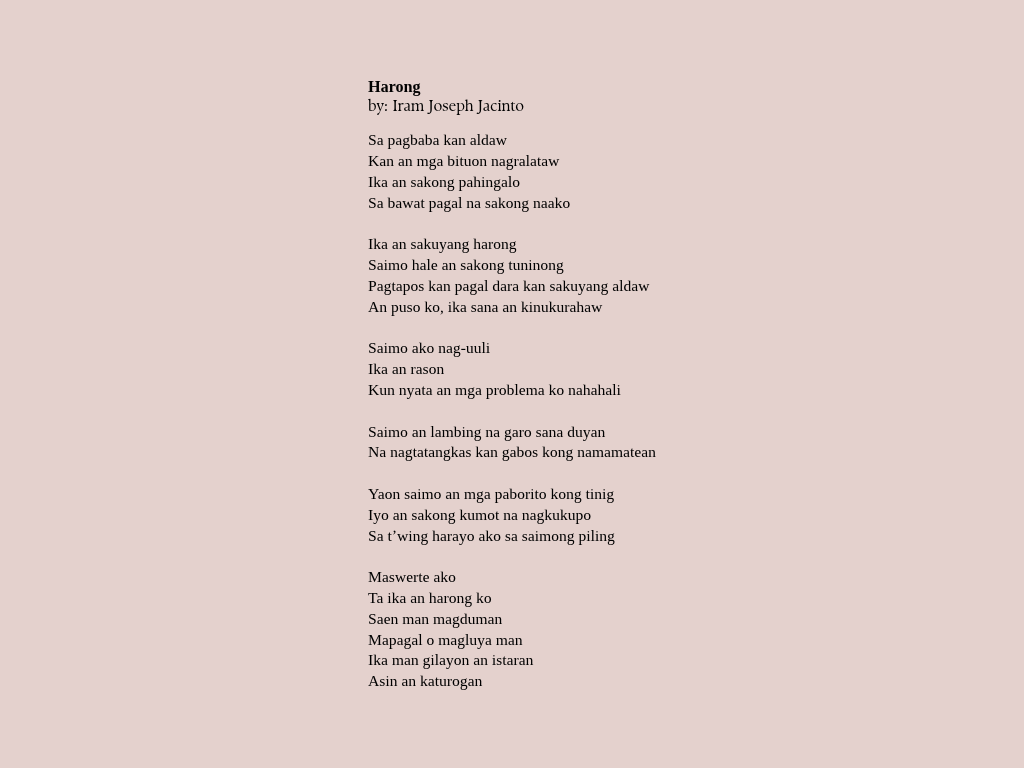 Harong
by: Iram Joseph Jacinto
Sa pagbaba kan aldaw
Kan an mga bituon nagralataw
Ika an sakong pahingalo
Sa bawat pagal na sakong naako
Ika an sakuyang harong
Saimo hale an sakong tuninong
Pagtapos kan pagal dara kan sakuyang aldaw
An puso ko, ika sana an kinukurahaw
Saimo ako nag-uuli
Ika an rason
Kun nyata an mga problema ko nahahali
Saimo an lambing na garo sana duyan
Na nagtatangkas kan gabos kong namamatean
Yaon saimo an mga paborito kong tinig
Iyo an sakong kumot na nagkukupo
Sa t’wing harayo ako sa saimong piling
Maswerte ako
Ta ika an harong ko
Saen man magduman
Mapagal o magluya man
Ika man gilayon an istaran
Asin an katurogan